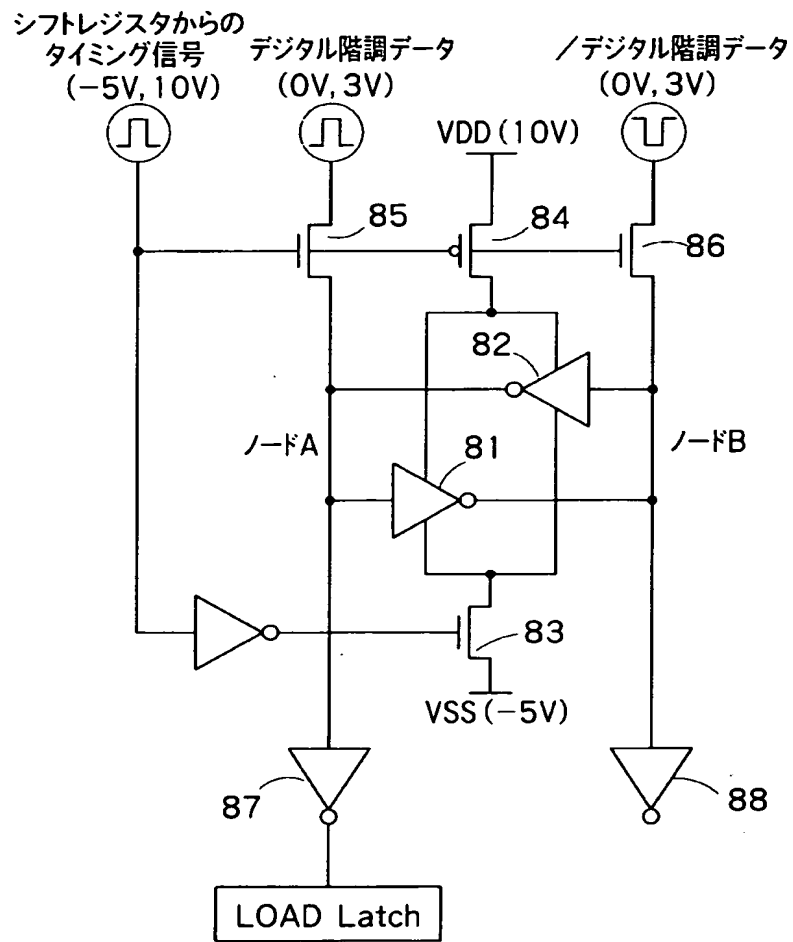 シフトレジスタからの
タイミング信号
(-5V, 10V)
デジタル階調データ
(0V, 3V)
/デジタル階調データ
(0V, 3V)
VDD(10V)
85
84
86
82
ノードA
81
ノードB
83
VSS(-5V)
87
88
LOAD Latch